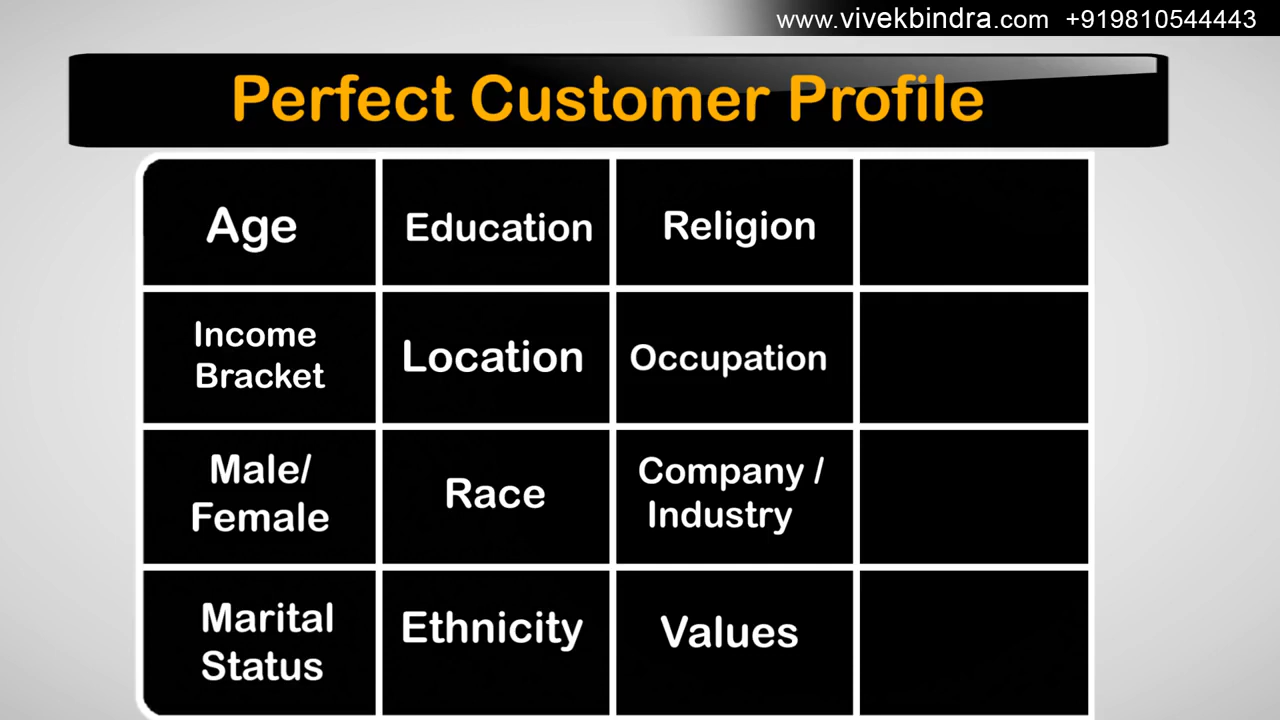 www.vivekbindra.com +919810544443
Perfect Customer Profile
Age
Education
Religion
Income
Bracket
Location
Occupation
Male/
Female
Race
Company /
Industry
Marital
Status
Ethnicity
Values